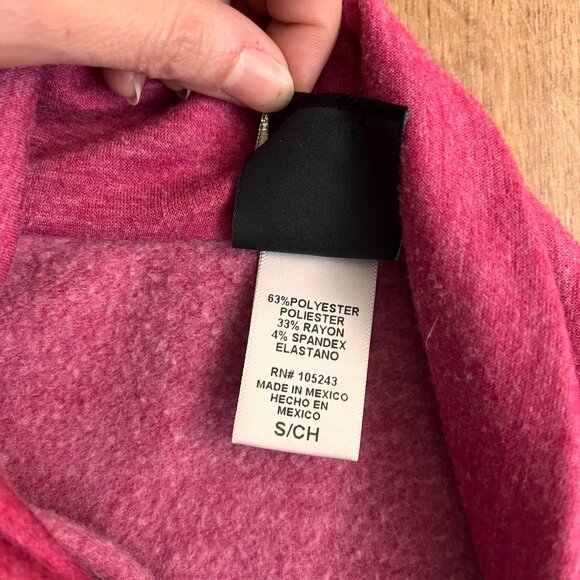 63%POLYESTER
POLIESTER
33% RAYON
4% SPANDEX
ELASTANO
RN# 105243
MADE IN MEXICO
HECHO EN
MEXICO
S/CH